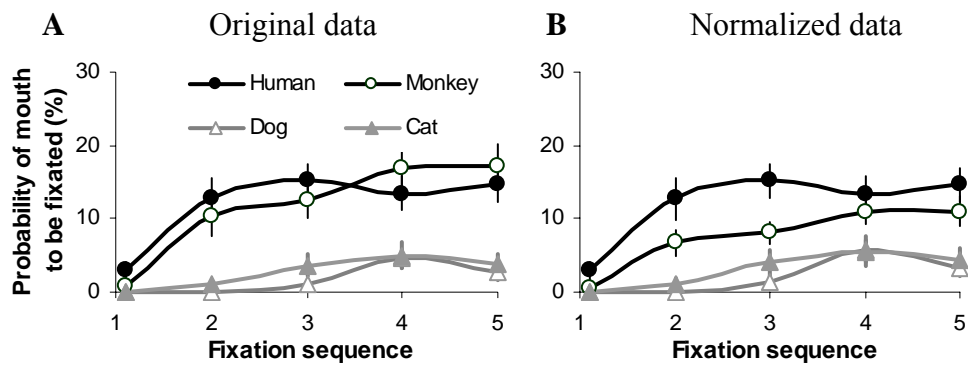 A Original data
B Normalized data
Probability of mouth
to be fixated (%)
30
20
10
0
Human Monkey
Dog Cat
1 2 3 4 5
Fixation sequence
30
20
10
0
1 2 3 4 5
Fixation sequence